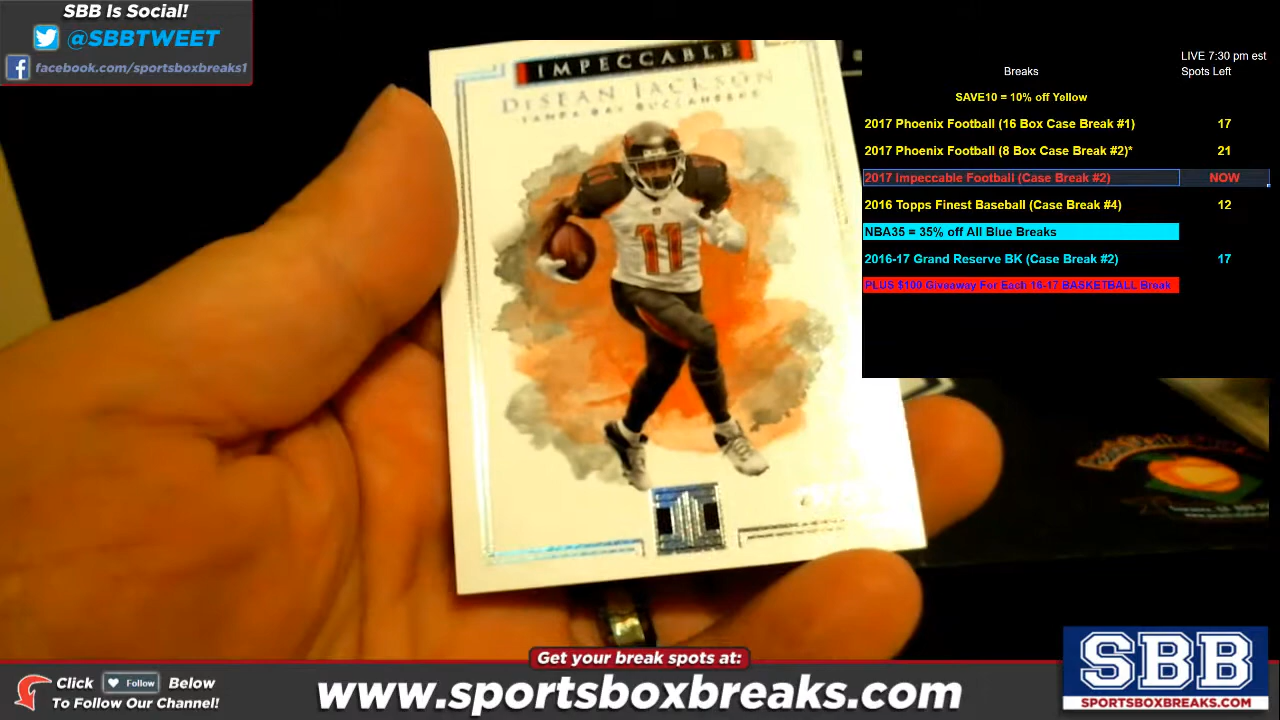 SBB Is Social!
@SBBTWEET
facebook.com/sportsboxbreaks1
IMPECCABLE
DESEAN JACKSON
TAMPA BAY BUCCANEERS
11
LIVE 7:30 pm est
Breaks Spots Left
SAVE10 = 10% off Yellow
2017 Phoenix Football (16 Box Case Break #1) 17
2017 Phoenix Football (8 Box Case Break #2)* 21
2017 Impeccable Football (Case Break #2) NOW
2016 Topps Finest Baseball (Case Break #4) 12
NBA35 = 35% off All Blue Breaks
2016-17 Grand Reserve BK (Case Break #2) 17
PLUS $100 Giveaway For Each 16-17 BASKETBALL Break
Get your break spots at:
Click Follow Below
To Follow Our Channel!
www.sportsboxbreaks.com
SBB
SPORTSBOXBREAKS.COM